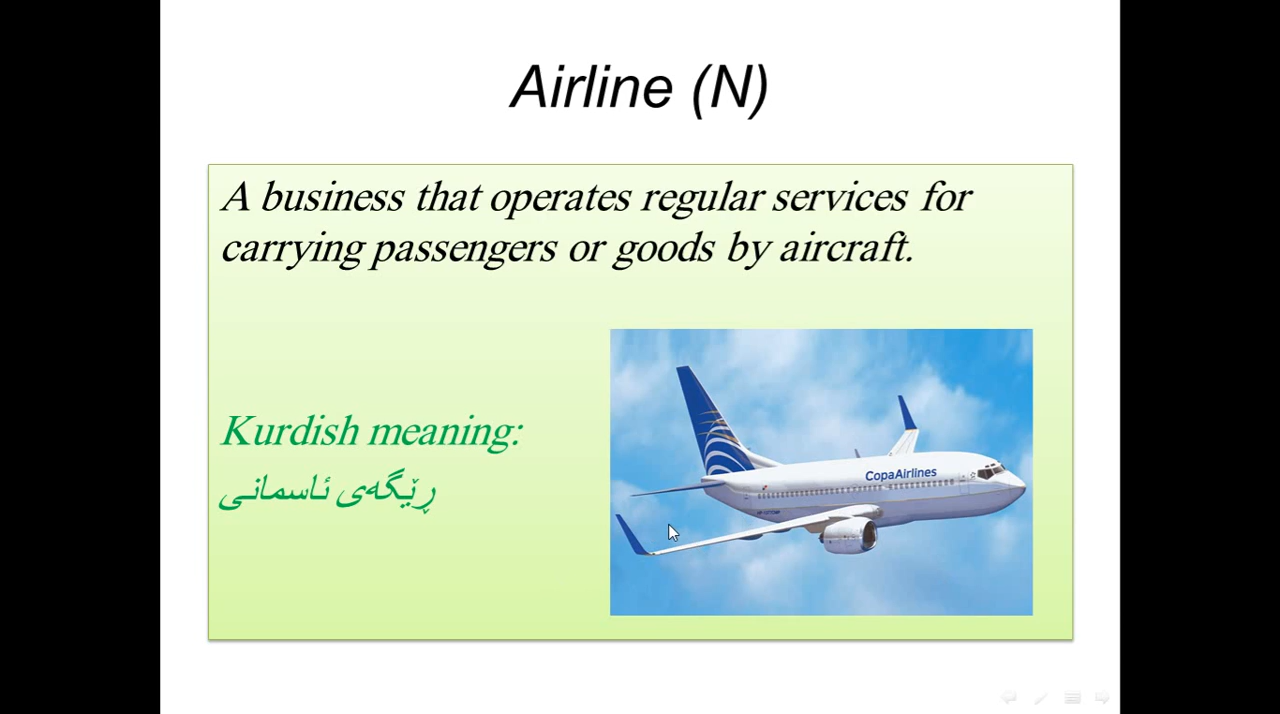 Airline (N)
A business that operates regular services for
carrying passengers or goods by aircraft.
Kurdish meaning:
ڕێگەی ئاسمانی
CopaAirlines